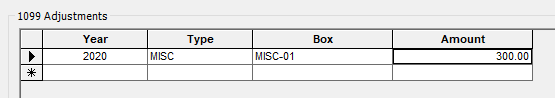 1099 Adjustments
Year Type Box Amount
2020 MISC MISC-01 300.00